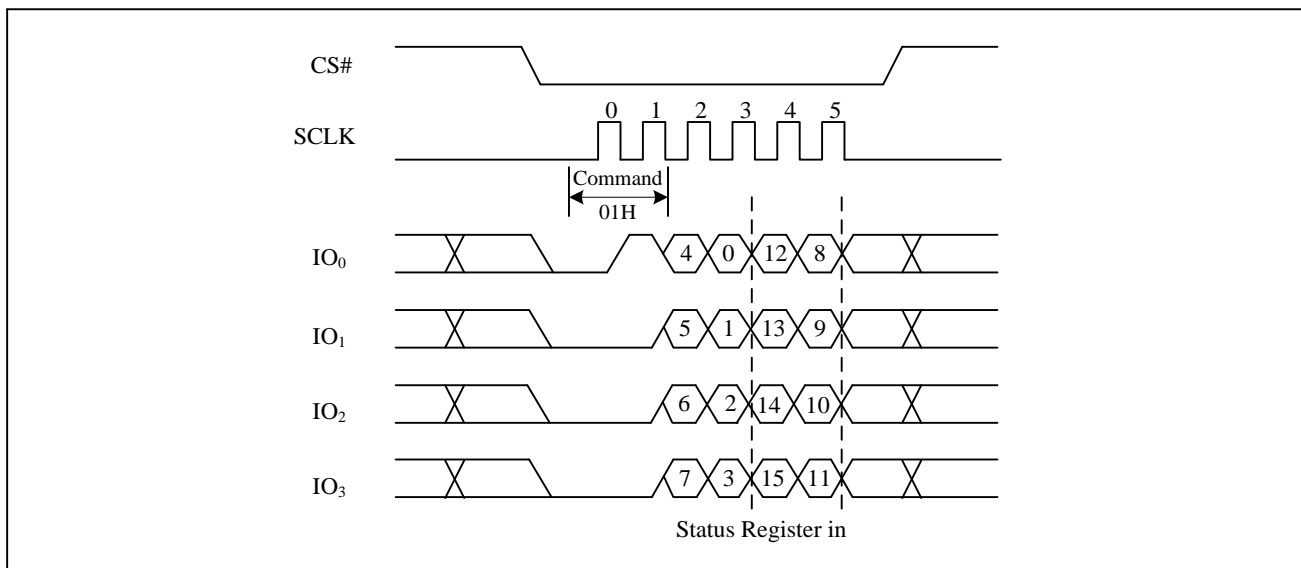 CS#
0 1 2 3 4 5
SCLK
Command
01H
IO0 4 0 12 8
IO1 5 1 13 9
IO2 6 2 14 10
IO3 7 3 15 11
Status Register in